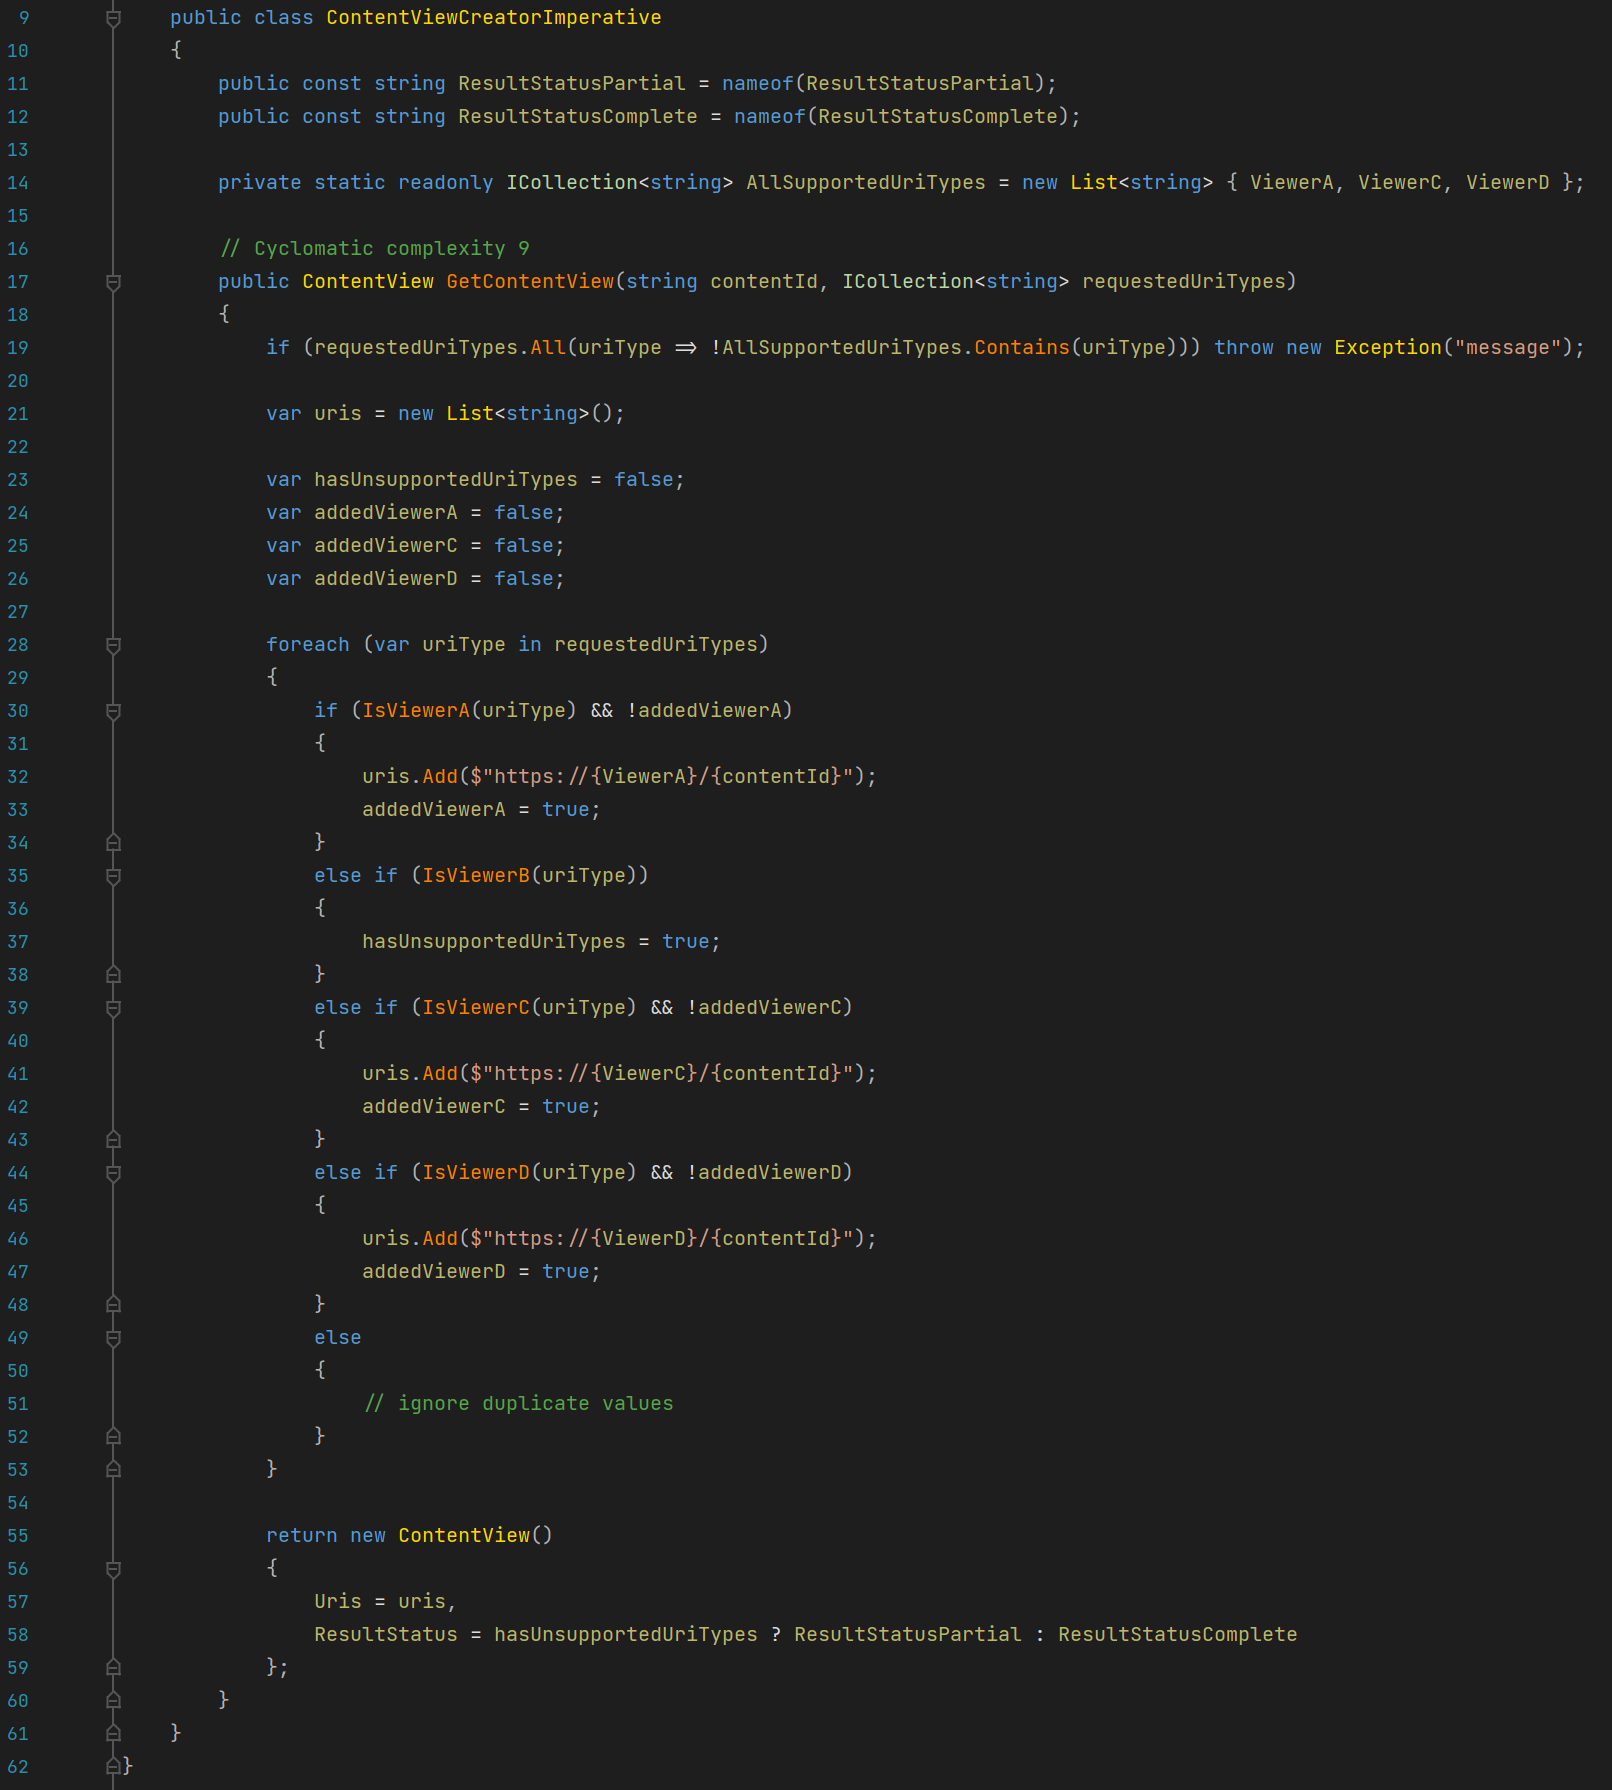 9 public class ContentViewCreatorImperative
10 {
11 public const string ResultStatusPartial = nameof(ResultStatusPartial);
12 public const string ResultStatusComplete = nameof(ResultStatusComplete);
13
14 private static readonly ICollection<string> AllSupportedUriTypes = new List<string> { ViewerA, ViewerC, ViewerD };
15
16 // Cyclomatic complexity 9
17 public ContentView GetContentView(string contentId, ICollection<string> requestedUriTypes)
18 {
19 if (requestedUriTypes.All(uriType => !AllSupportedUriTypes.Contains(uriType))) throw new Exception("message");
20
21 var uris = new List<string>();
22
23 var hasUnsupportedUriTypes = false;
24 var addedViewerA = false;
25 var addedViewerC = false;
26 var addedViewerD = false;
27
28 foreach (var uriType in requestedUriTypes)
29 {
30 if (IsViewerA(uriType) && !addedViewerA)
31 {
32 uris.Add($"https://{ViewerA}/{contentId}");
33 addedViewerA = true;
34 }
35 else if (IsViewerB(uriType))
36 {
37 hasUnsupportedUriTypes = true;
38 }
39 else if (IsViewerC(uriType) && !addedViewerC)
40 {
41 uris.Add($"https://{ViewerC}/{contentId}");
42 addedViewerC = true;
43 }
44 else if (IsViewerD(uriType) && !addedViewerD)
45 {
46 uris.Add($"https://{ViewerD}/{contentId}");
47 addedViewerD = true;
48 }
49 else
50 {
51 // ignore duplicate values
52 }
53 }
54
55 return new ContentView()
56 {
57 Uris = uris,
58 ResultStatus = hasUnsupportedUriTypes ? ResultStatusPartial : ResultStatusComplete
59 };
60 }
61 }
62 }